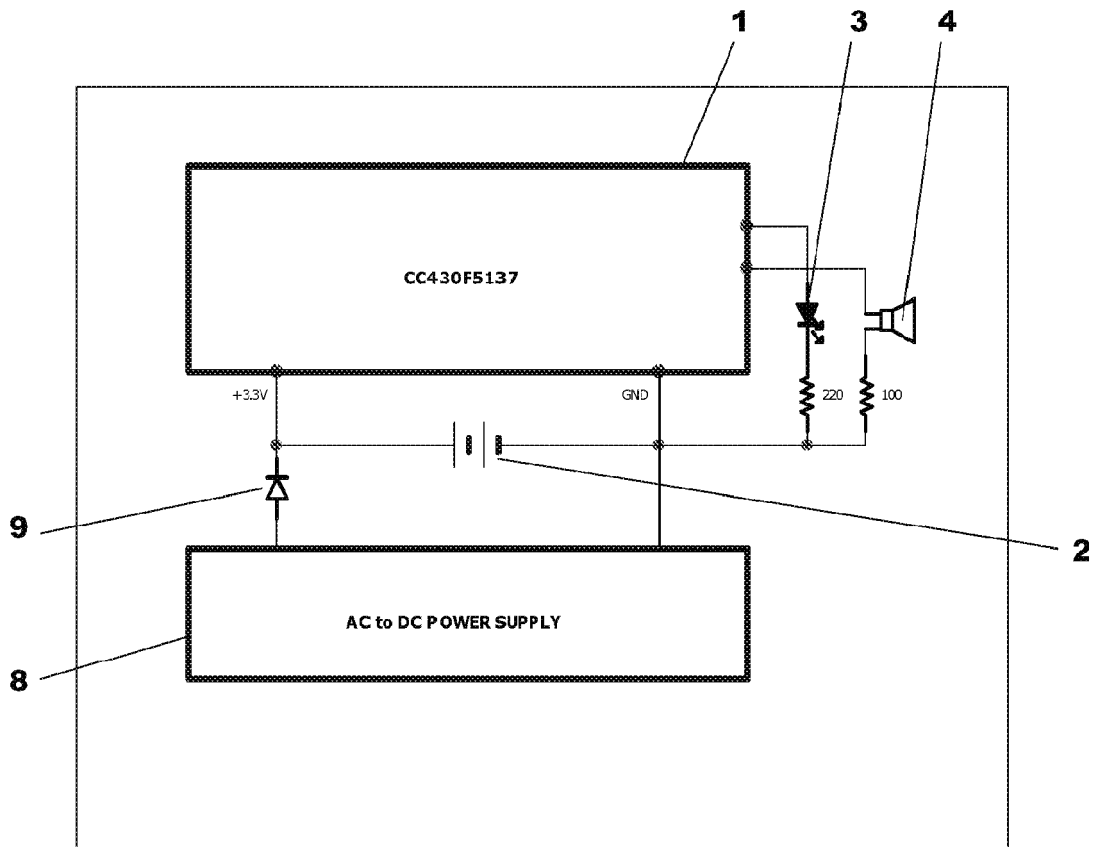 1 3 4
CC430F5137
+3.3V GND 220 100
9
2
AC to DC POWER SUPPLY
8